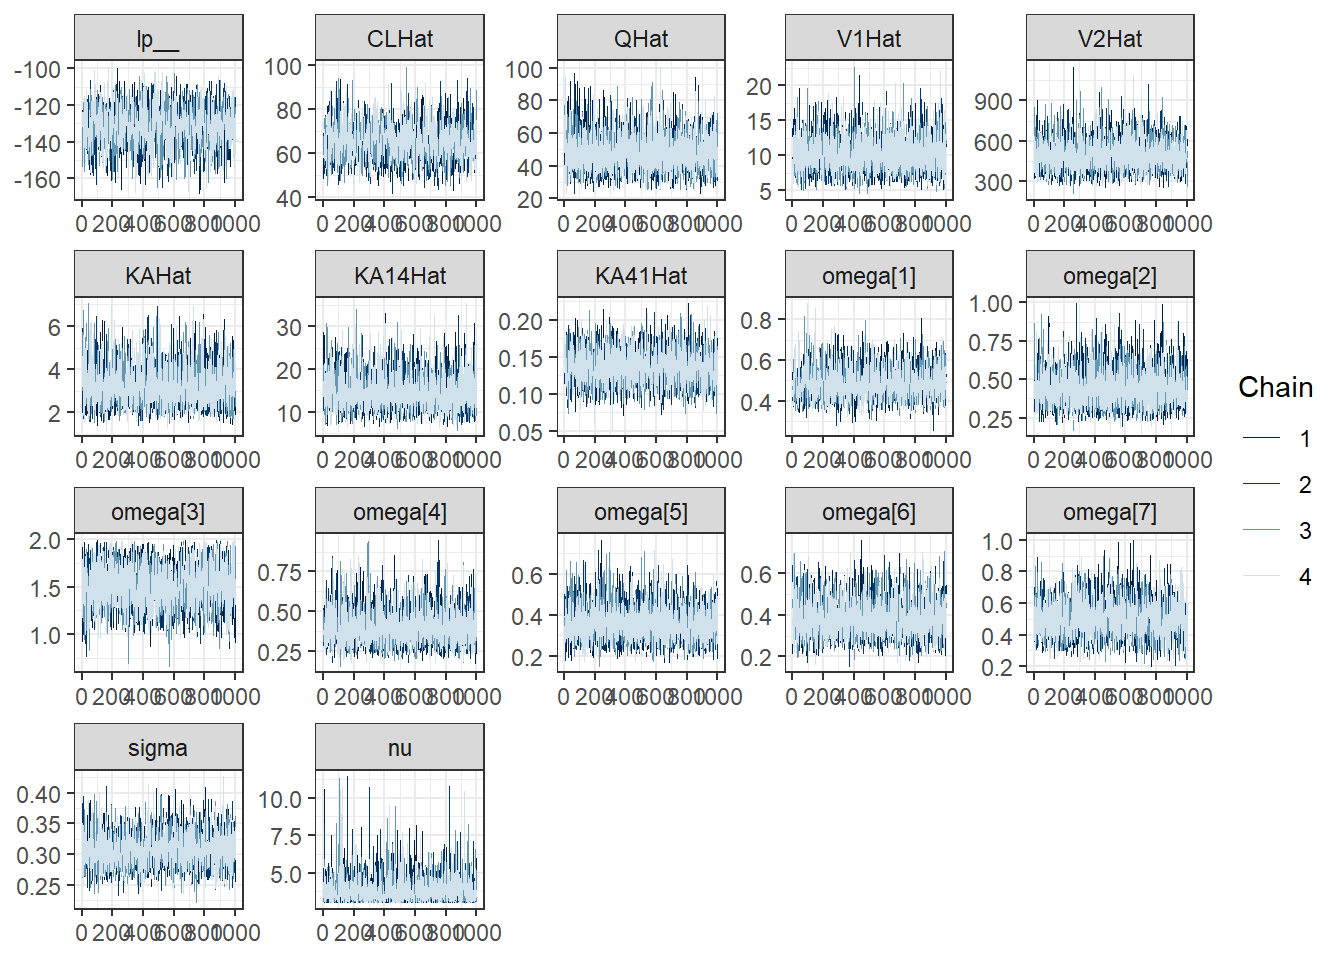 lp__ CLHat QHat V1Hat V2Hat
-100 -120 -140 -160
100 80 60 40
100 80 60 40 20
20 15 10 5
900 600 300
0 200 400 600 800 1000 0 200 400 600 800 1000 0 200 400 600 800 1000 0 200 400 600 800 1000 0 200 400 600 800 1000
KAHat KA14Hat KA41Hat omega[1] omega[2]
6 4 2
30 20 10
0.20 0.15 0.10 0.05
0.8 0.6 0.4
1.00 0.75 0.50 0.25
0 200 400 600 800 1000 0 200 400 600 800 1000 0 200 400 600 800 1000 0 200 400 600 800 1000 0 200 400 600 800 1000
omega[3] omega[4] omega[5] omega[6] omega[7]
2.0 1.5 1.0
0.75 0.50 0.25
0.6 0.4 0.2
0.6 0.4 0.2
1.0 0.8 0.6 0.4 0.2
0 200 400 600 800 1000 0 200 400 600 800 1000 0 200 400 600 800 1000 0 200 400 600 800 1000 0 200 400 600 800 1000
sigma nu
0.40 0.35 0.30 0.25
10.0 7.5 5.0
0 200 400 600 800 1000 0 200 400 600 800 1000
Chain
1
2
3
4